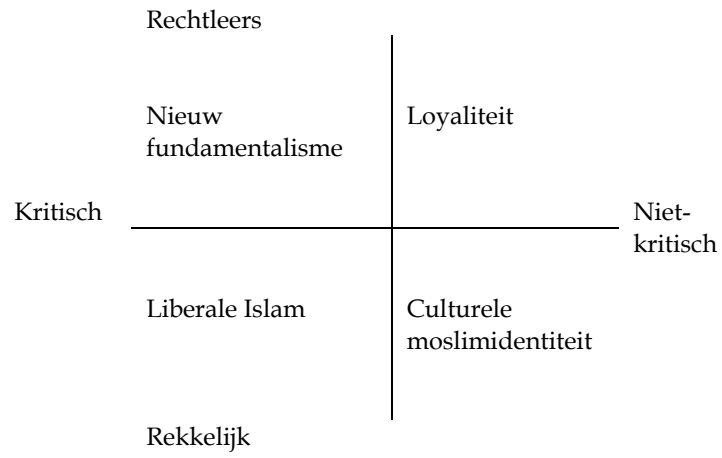 Rechtleers
Nieuw
fundamentalisme
Loyaliteit
Kritisch
Niet-
kritisch
Liberale Islam
Culturele
moslimidentiteit
Rekkelijk